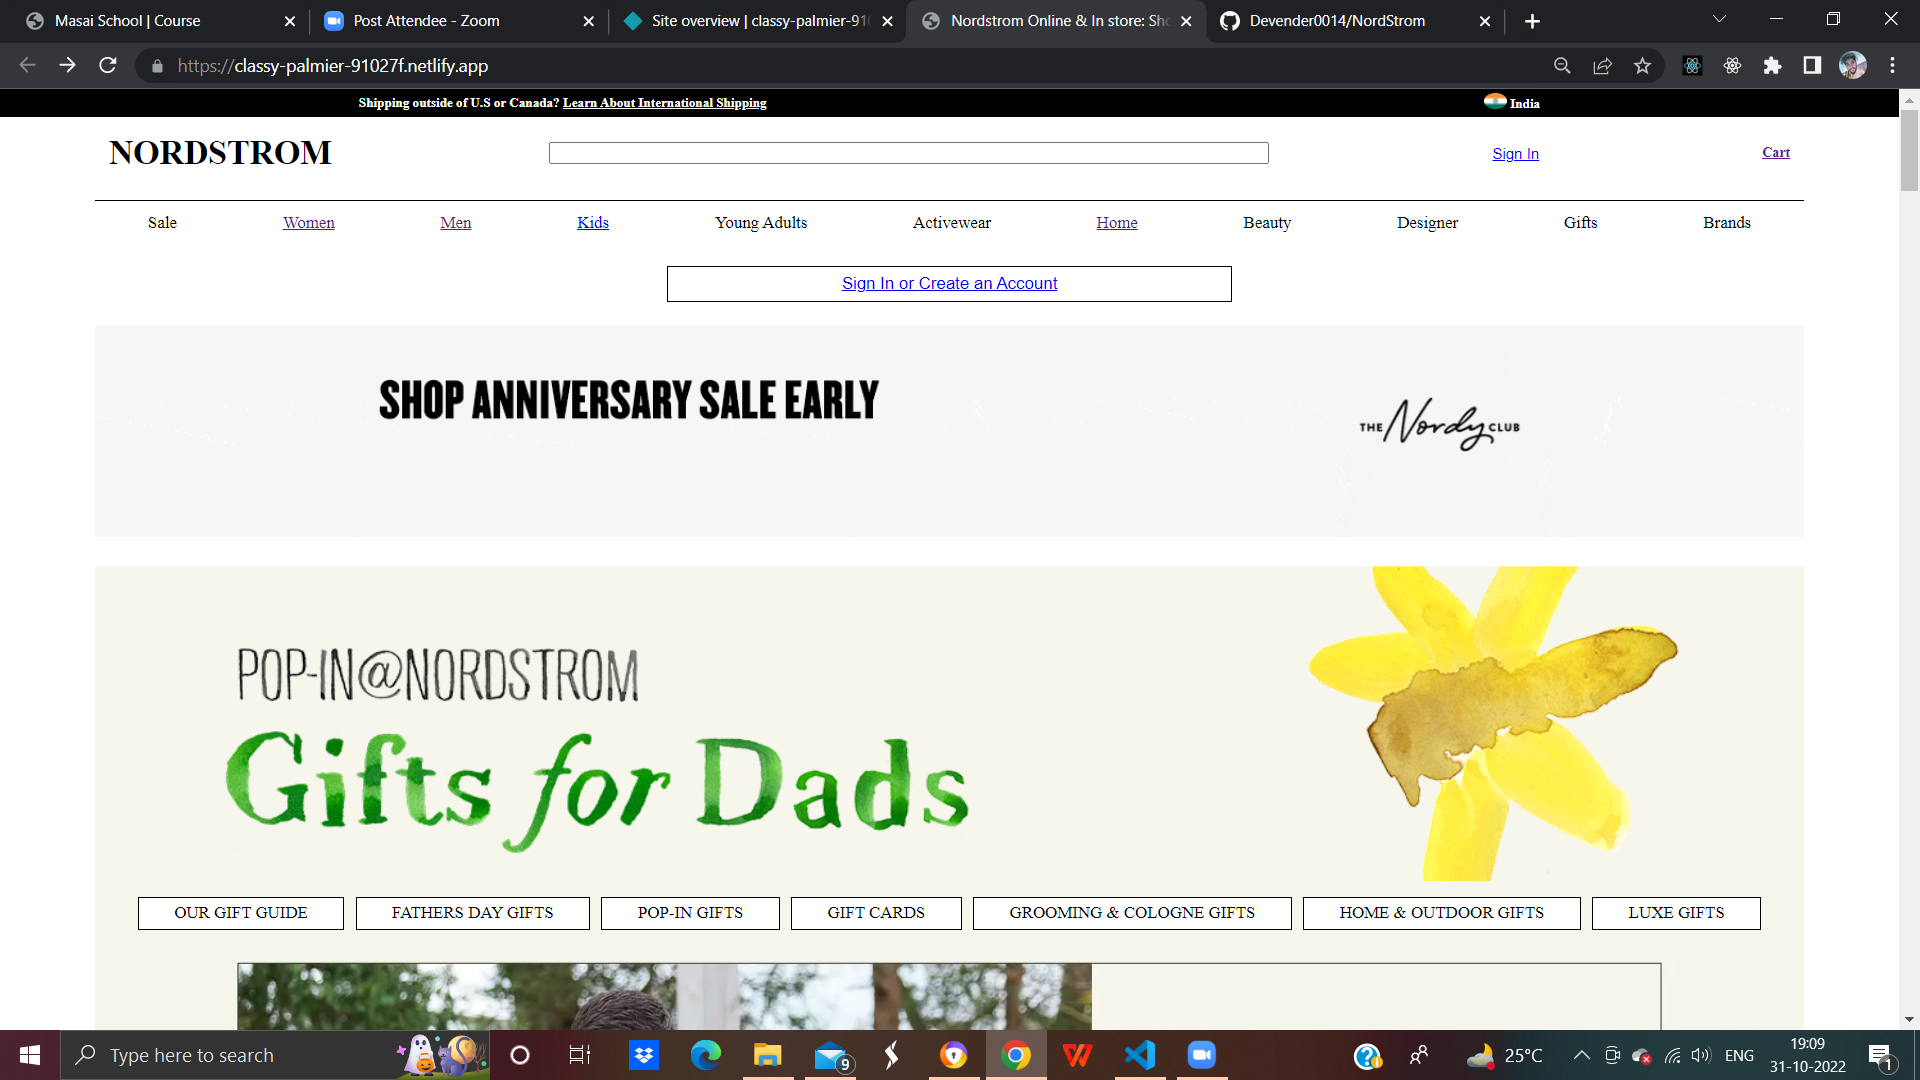 Masai School | Course
Post Attendee - Zoom
Site overview | classy-palmier-91
Nordstrom Online & In store: Sh
Devender0014/NordStrom
https://classy-palmier-91027f.netlify.app
Shipping outside of U.S or Canada? Learn About International Shipping
India
NORDSTROM
Sign In
Cart
Sale
Women
Men
Kids
Young Adults
Activewear
Home
Beauty
Designer
Gifts
Brands
Sign In or Create an Account
SHOP ANNIVERSARY SALE EARLY
THE Nordy CLUB
POP-IN@NORDSTROM
Gifts for Dads
OUR GIFT GUIDE
FATHERS DAY GIFTS
POP-IN GIFTS
GIFT CARDS
GROOMING & COLOGNE GIFTS
HOME & OUTDOOR GIFTS
LUXE GIFTS
Type here to search
9
25°C
ENG
19:09
31-10-2022
1